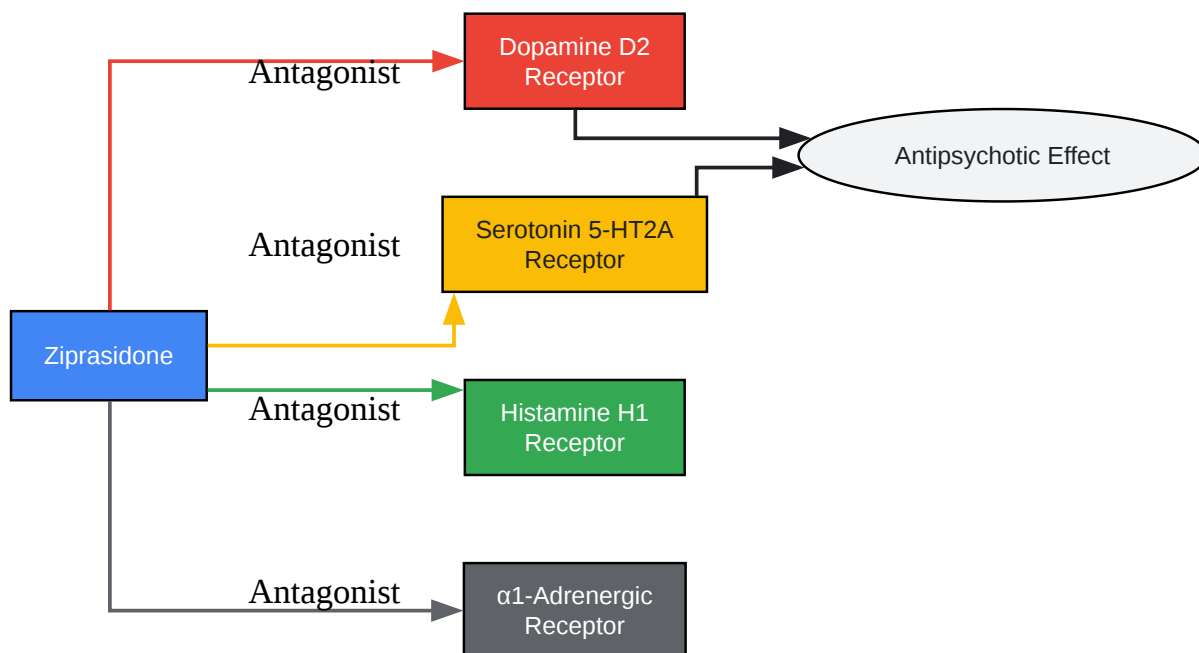 Dopamine D2
Receptor
Antagonist
Antipsychotic Effect
Serotonin 5-HT2A
Receptor
Antagonist
Ziprasidone
Antagonist
Histamine H1
Receptor
Antagonist
α1-Adrenergic
Receptor